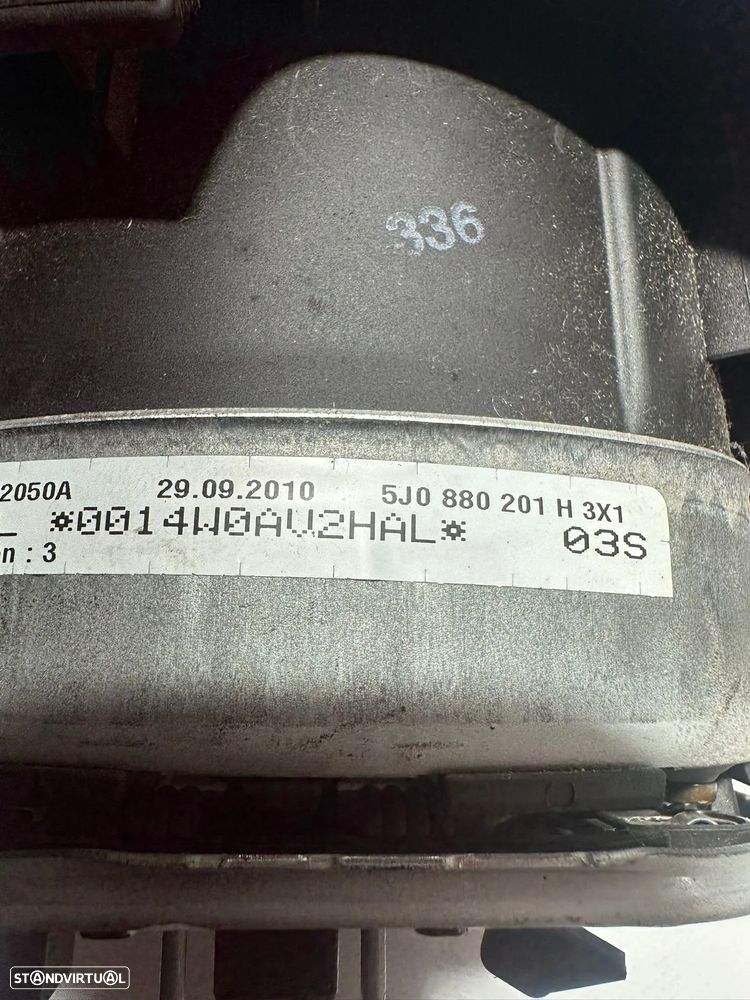 336
2050A 29.09.2010 5J0 880 201 H 3X1
*0014W0AV2HAL* 03S
n : 3
STANDVIRTUAL